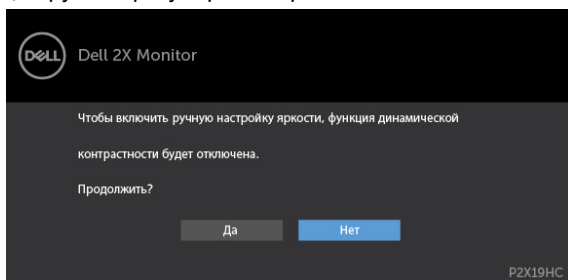 DELL
Dell 2X Monitor
Чтобы включить ручную настройку яркости, функция динамической
контрастности будет отключена.
Продолжить?
Да
Нет
P2X19HC